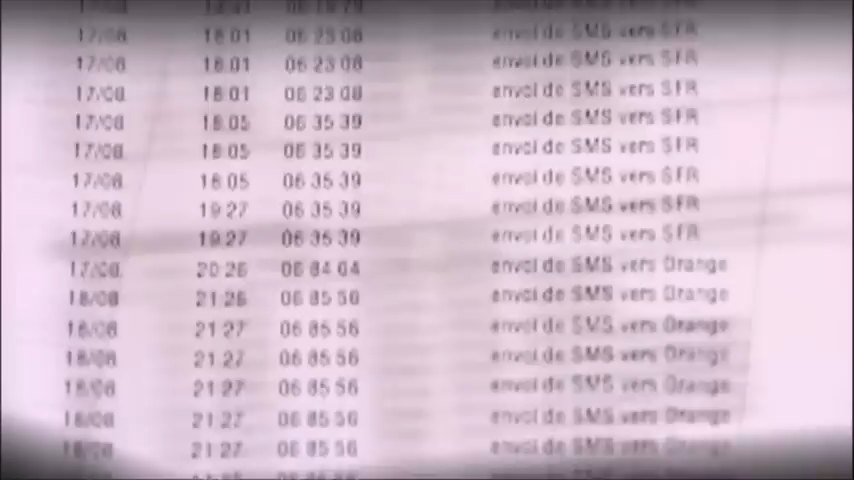 17/08 18:01 06 23 08 envoi de SMS vers SFR
17/08 18:01 06 23 08 envoi de SMS vers SFR
17/08 18:01 06 23 08 envoi de SMS vers SFR
17/08 18:05 06 35 39 envoi de SMS vers SFR
17/08 18:05 06 35 39 envoi de SMS vers SFR
17/08 18:05 06 35 39 envoi de SMS vers SFR
17/08 19:27 06 35 39 envoi de SMS vers SFR
17/08 19:27 06 35 39 envoi de SMS vers SFR
17/08 20:26 06 84 64 envoi de SMS vers Orange
18/08 21:26 06 85 56 envoi de SMS vers Orange
18/08 21:27 06 85 56 envoi de SMS vers Orange
18/08 21:27 06 85 56 envoi de SMS vers Orange
18/08 21:27 06 85 56 envoi de SMS vers Orange
18/08 21:27 06 85 56 envoi de SMS vers Orange
18/08 21:27 06 85 56 envoi de SMS vers Orange